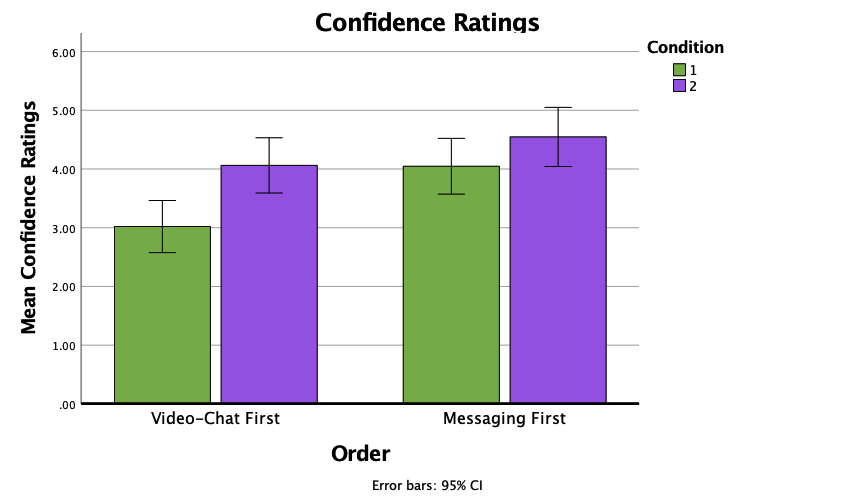 Confidence Ratings
Condition
1
2
Mean Confidence Ratings
6.00
5.00
4.00
3.00
2.00
1.00
.00
Video-Chat First
Messaging First
Order
Error bars: 95% CI